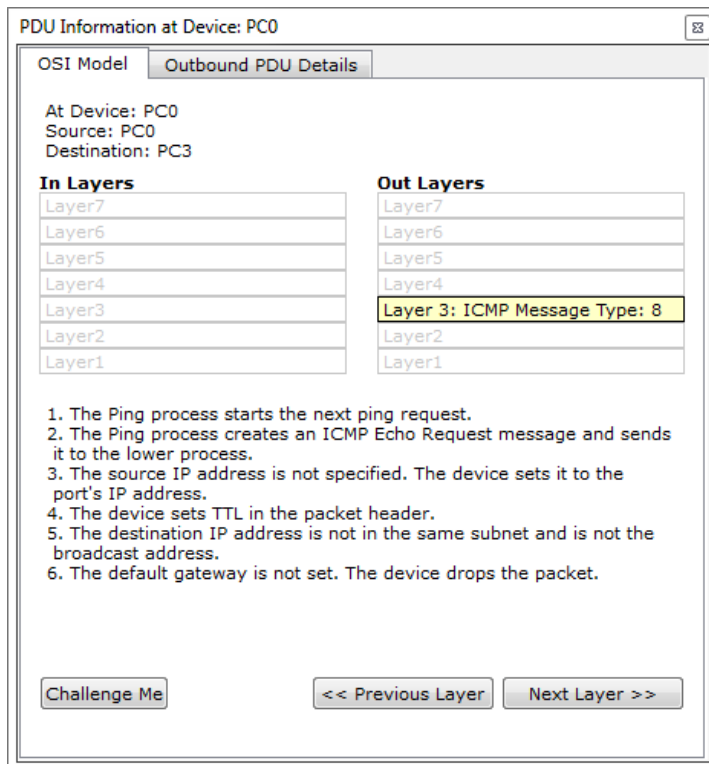 PDU Information at Device: PC0
OSI Model
Outbound PDU Details
At Device: PC0
Source: PC0
Destination: PC3
In Layers
Out Layers
Layer7
Layer7
Layer6
Layer6
Layer5
Layer5
Layer4
Layer4
Layer3
Layer 3: ICMP Message Type: 8
Layer2
Layer2
Layer1
Layer1
1. The Ping process starts the next ping request.
2. The Ping process creates an ICMP Echo Request message and sends
it to the lower process.
3. The source IP address is not specified. The device sets it to the
port's IP address.
4. The device sets TTL in the packet header.
5. The destination IP address is not in the same subnet and is not the
broadcast address.
6. The default gateway is not set. The device drops the packet.
Challenge Me
<< Previous Layer
Next Layer >>